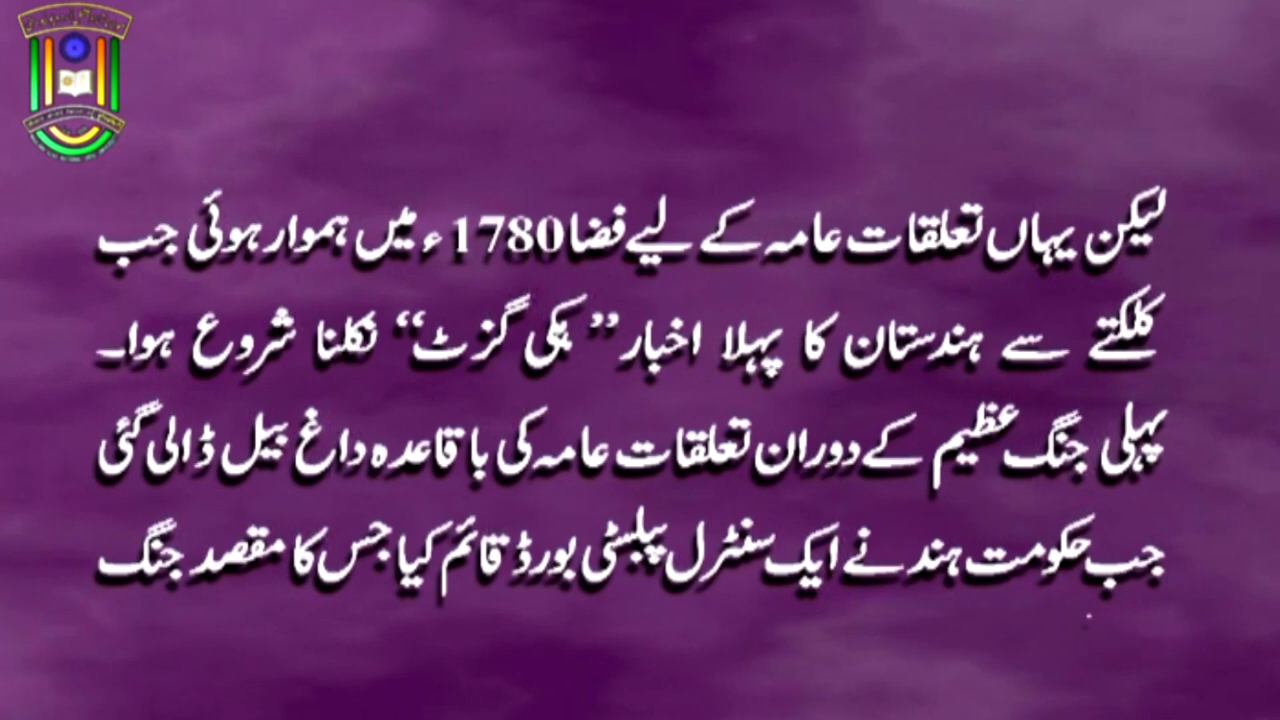 لیکن یہاں تعلقات عامہ کے لیے فضا 1780ء میں ہموار ہوئی جب
کلکتے سے ہندستان کا پہلا اخبار ”ہکی گزٹ“ نکلنا شروع ہوا۔
پہلی جنگ عظیم کے دوران تعلقات عامہ کی باقاعدہ داغ بیل ڈالی گئی
جب حکومت ہند نے ایک سنٹرل پبلسٹی بورڈ قائم کیا جس کا مقصد جنگ